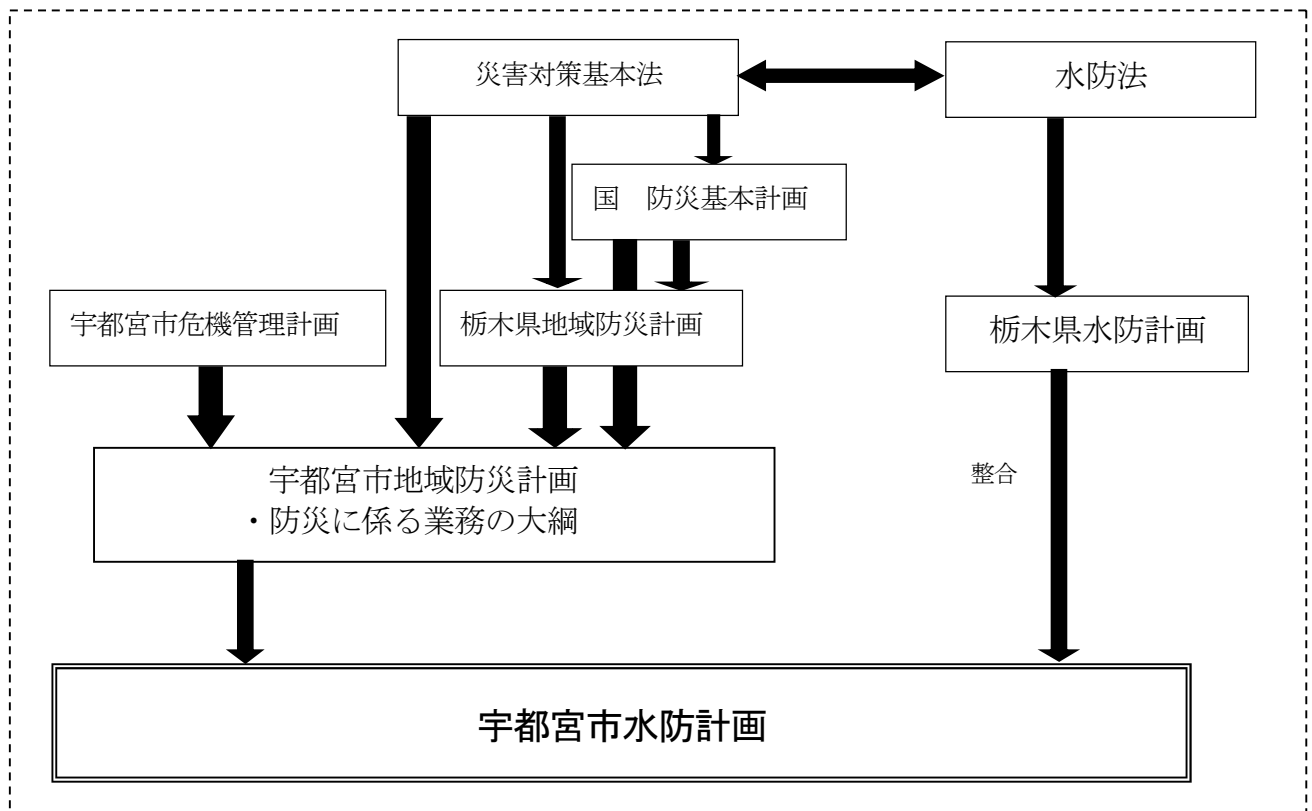 災害対策基本法
水防法
国　防災基本計画
宇都宮市危機管理計画
栃木県地域防災計画
栃木県水防計画
宇都宮市地域防災計画
・防災に係る業務の大綱
整合
宇都宮市水防計画